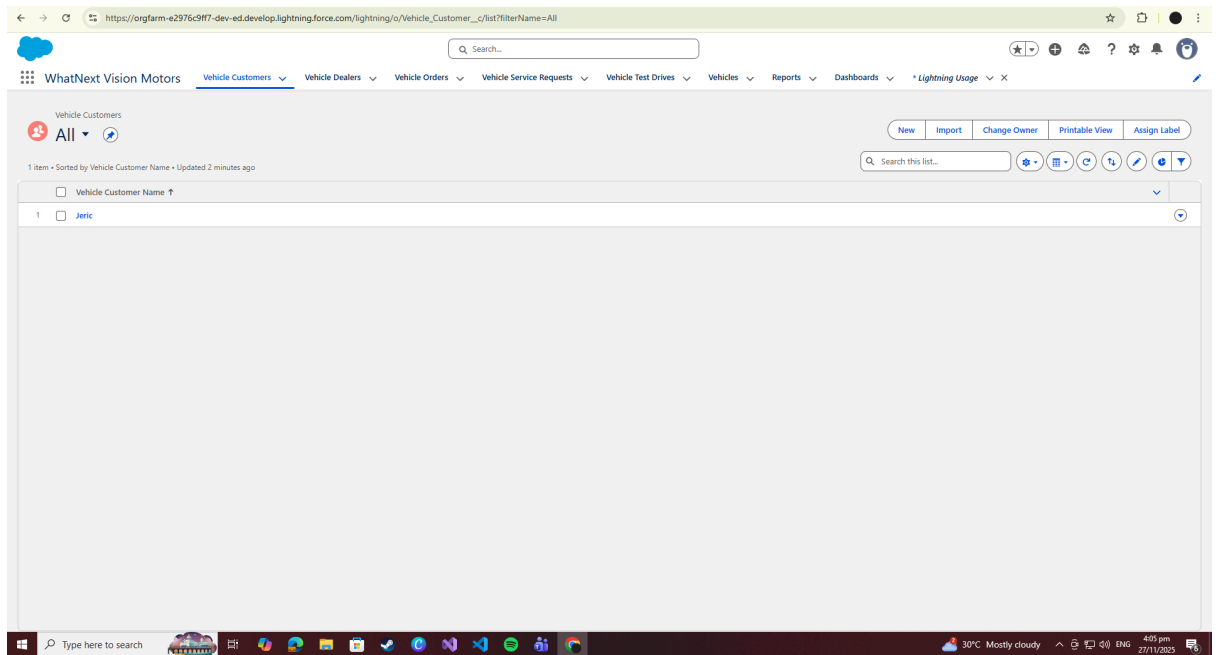 https://orgfarm-e2976c9ff7-dev-ed.develop.lightning.force.com/lightning/o/Vehicle_Customer__c/list?filterName=All
Search...
WhatNext Vision Motors Vehicle Customers Vehicle Dealers Vehicle Orders Vehicle Service Requests Vehicle Test Drives Vehicles Reports Dashboards * Lightning Usage
Vehicle Customers
All
New Import Change Owner Printable View Assign Label
1 item • Sorted by Vehicle Customer Name • Updated 2 minutes ago
Search this list...
Vehicle Customer Name ↑
1 Jeric
Type here to search
30°C Mostly cloudy ENG
4:05 pm
27/11/2025
6